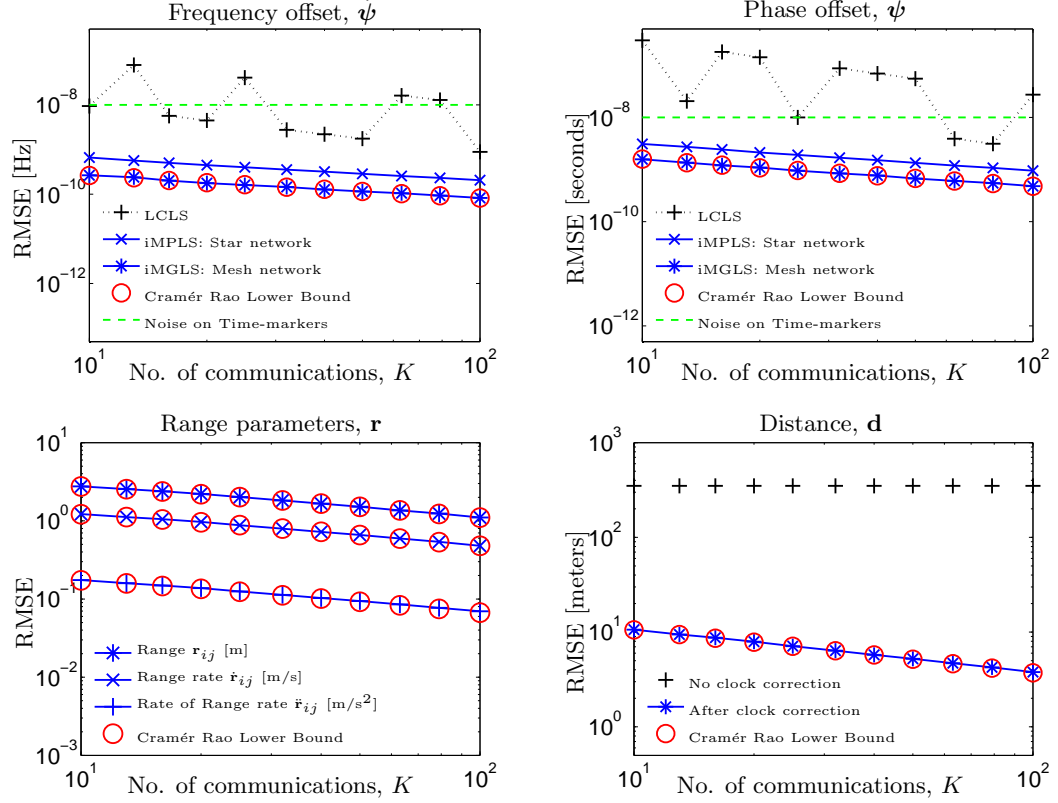 Frequency offset, ψ̇
RMSE [Hz]
10^-8
10^-10
10^-12
LCLS
iMPLS: Star network
iMGLS: Mesh network
Cramér Rao Lower Bound
Noise on Time-markers
10^1
10^2
No. of communications, K
Phase offset, ψ
RMSE [seconds]
10^-8
10^-10
10^-12
LCLS
iMPLS: Star network
iMGLS: Mesh network
Cramér Rao Lower Bound
Noise on Time-markers
10^1
10^2
No. of communications, K
Range parameters, r
RMSE
10^1
10^0
10^-1
10^-2
10^-3
Range r_ij [m]
Range rate ṙ_ij [m/s]
Rate of Range rate r̈_ij [m/s^2]
Cramér Rao Lower Bound
10^1
10^2
No. of communications, K
Distance, d
RMSE [meters]
10^3
10^2
10^1
10^0
No clock correction
After clock correction
Cramér Rao Lower Bound
10^1
10^2
No. of communications, K